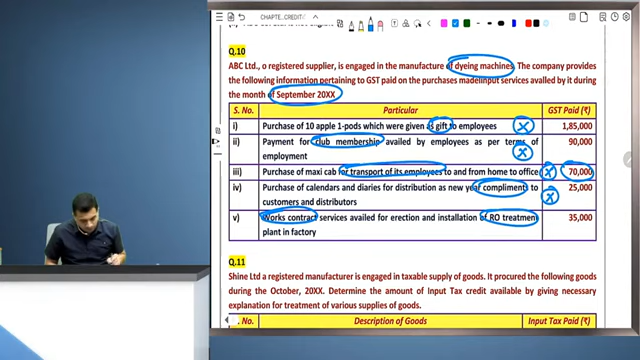 CHAPTE_CREDIT
Q.10
ABC Ltd., o registered supplier, is engaged in the manufacture of dyeing machines. The company provides
the following information pertaining to GST paid on the purchases madelnput services avalled by it during
the month of September 20XX
S. No. Particular GST Paid (₹)
i) Purchase of 10 apple 1-pods which were given as gift to employees 1,85,000
ii) Payment for club membership availed by employees as per terms of 90,000
employment
iii) Purchase of maxi cab for transport of its employees to and from home to office 70,000
iv) Purchase of calendars and diaries for distribution as new year compliments to 25,000
customers and distributors
v) Works contract services availed for erection and installation of RO treatment 35,000
plant in factory
Q.11
Shine Ltd a registered manufacturer is engaged in taxable supply of goods. It procured the following goods
during the October, 20XX. Determine the amount of Input Tax credit available by giving necessary
explanation for treatment of various supplies of goods.
No. Description of Goods Input Tax Paid (₹)